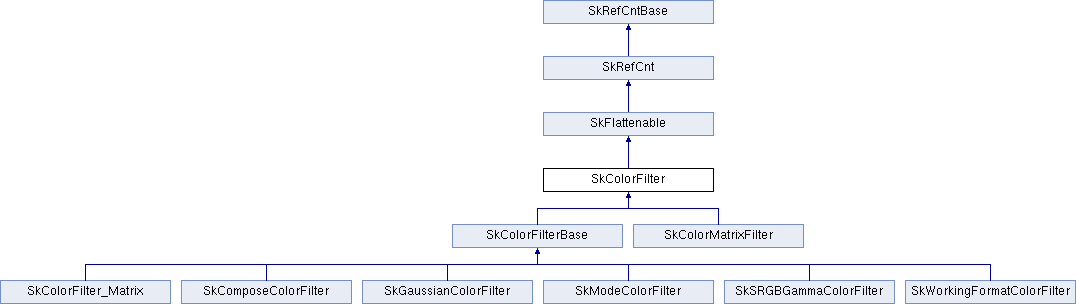 SkRefCntBase
SkRefCnt
SkFlattenable
SkColorFilter
SkColorFilterBase SkColorMatrixFilter
SkColorFilter_Matrix SkComposeColorFilter SkGaussianColorFilter SkModeColorFilter SkSRGBGammaColorFilter SkWorkingFormatColorFilter